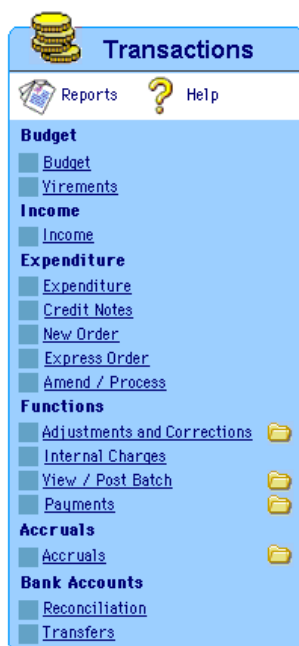 Transactions
Reports Help
Budget
Budget
Virements
Income
Income
Expenditure
Expenditure
Credit Notes
New Order
Express Order
Amend / Process
Functions
Adjustments and Corrections
Internal Charges
View / Post Batch
Payments
Accruals
Accruals
Bank Accounts
Reconciliation
Transfers